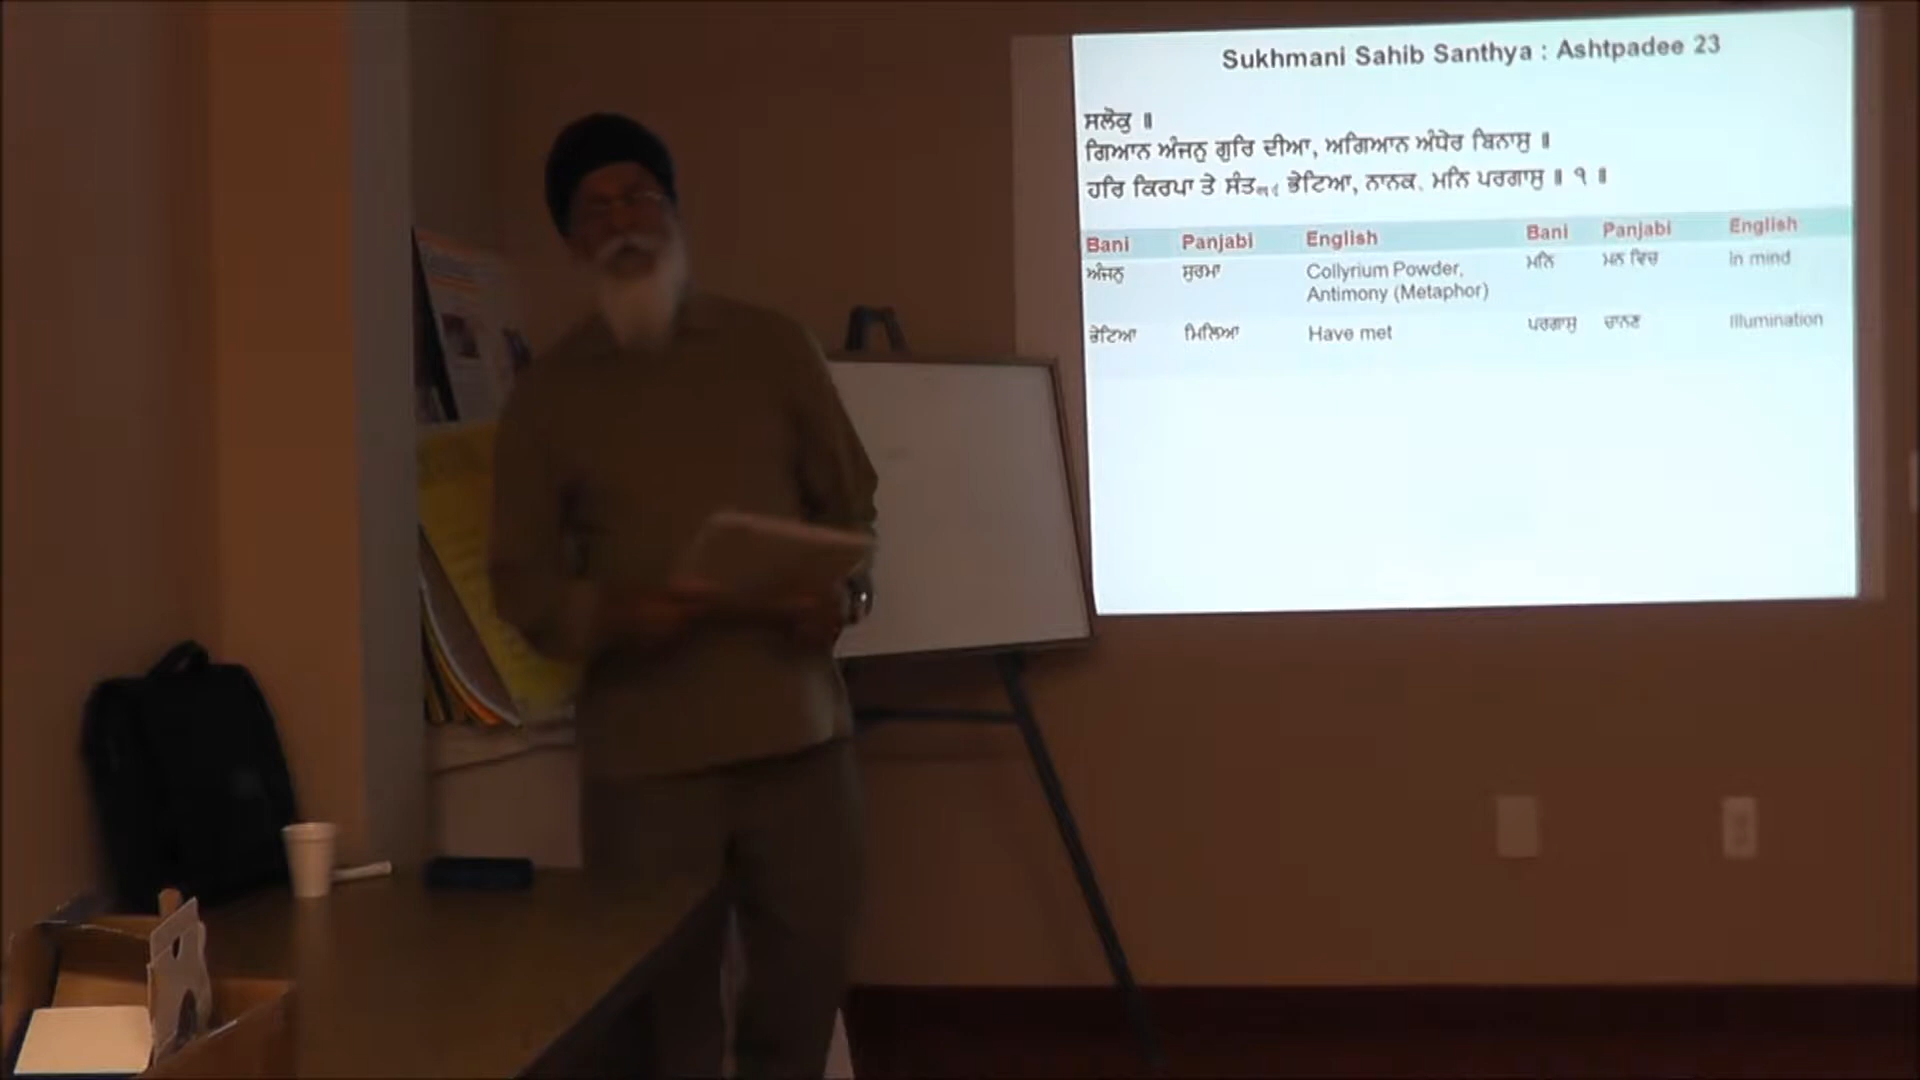 Sukhmani Sahib Santhya : Ashtpadee 23
ਸਲੋਕੁ ॥
ਗਿਆਨ ਅੰਜਨੁ ਗੁਰਿ ਦੀਆ, ਅਗਿਆਨ ਅੰਧੇਰ ਬਿਨਾਸੁ ॥
ਹਰਿ ਕਿਰਪਾ ਤੇ ਸੰਤ ਭੇਟਿਆ, ਨਾਨਕ, ਮਨਿ ਪਰਗਾਸੁ ॥ ੧ ॥
Bani Panjabi English Bani Panjabi English
ਅੰਜਨੁ ਸੁਰਮਾ Collyrium Powder, ਮਨਿ ਮਨ ਵਿਚ In mind
Antimony (Metaphor)
ਭੇਟਿਆ ਮਿਲਿਆ Have met ਪਰਗਾਸੁ ਚਾਨਣ Illumination